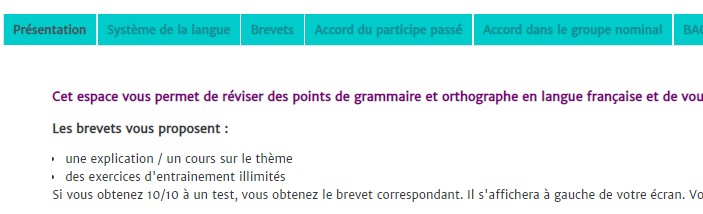 Présentation Système de la langue Brevets Accord du participe passé Accord dans le groupe nominal
Cet espace vous permet de réviser des points de grammaire et orthographe en langue française et de
Les brevets vous proposent :
une explication / un cours sur le thème
des exercices d'entrainement illimités
Si vous obtenez 10/10 à un test, vous obtenez le brevet correspondant. Il s'affichera à gauche de votre écran.